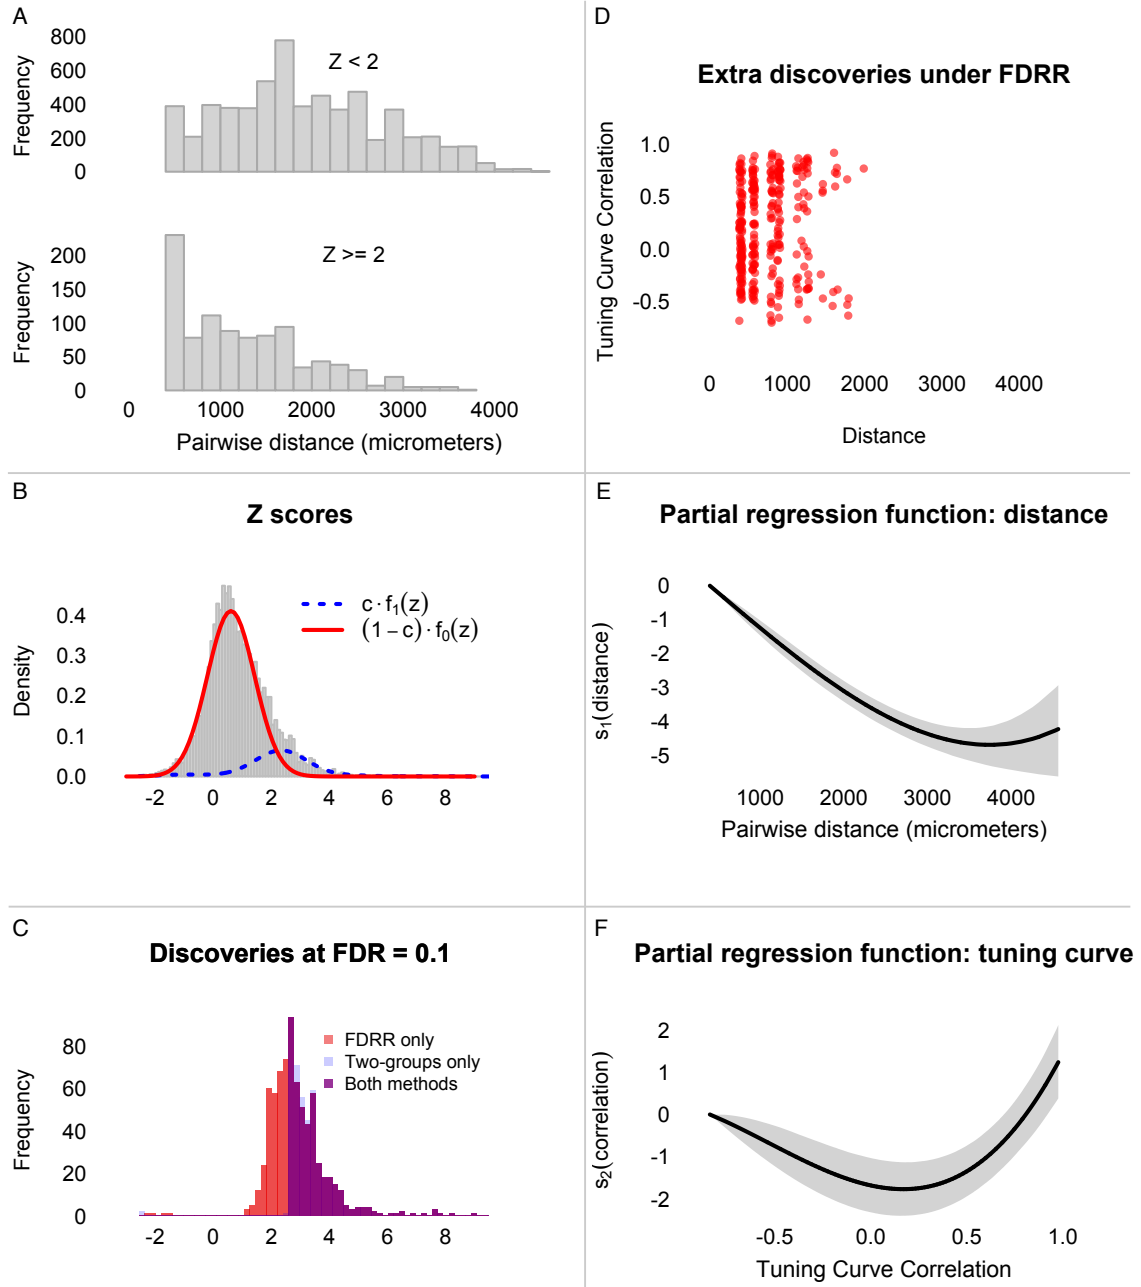 A
800
600
400
200
0
Frequency
Z < 2
200
150
100
50
0
Frequency
Z >= 2
0 1000 2000 3000 4000
Pairwise distance (micrometers)
B
Z scores
0.4
0.3
0.2
0.1
0.0
Density
c · f₁(z)
(1 − c) · f₀(z)
-2 0 2 4 6 8
C
Discoveries at FDR = 0.1
80
60
40
20
0
Frequency
FDRR only
Two-groups only
Both methods
-2 0 2 4 6 8
D
Extra discoveries under FDRR
1.0
0.5
0.0
-0.5
Tuning Curve Correlation
0 1000 2000 3000 4000
Distance
E
Partial regression function: distance
0
-1
-2
-3
-4
-5
s₁(distance)
1000 2000 3000 4000
Pairwise distance (micrometers)
F
Partial regression function: tuning curve
2
1
0
-1
-2
s₂(correlation)
-0.5 0.0 0.5 1.0
Tuning Curve Correlation